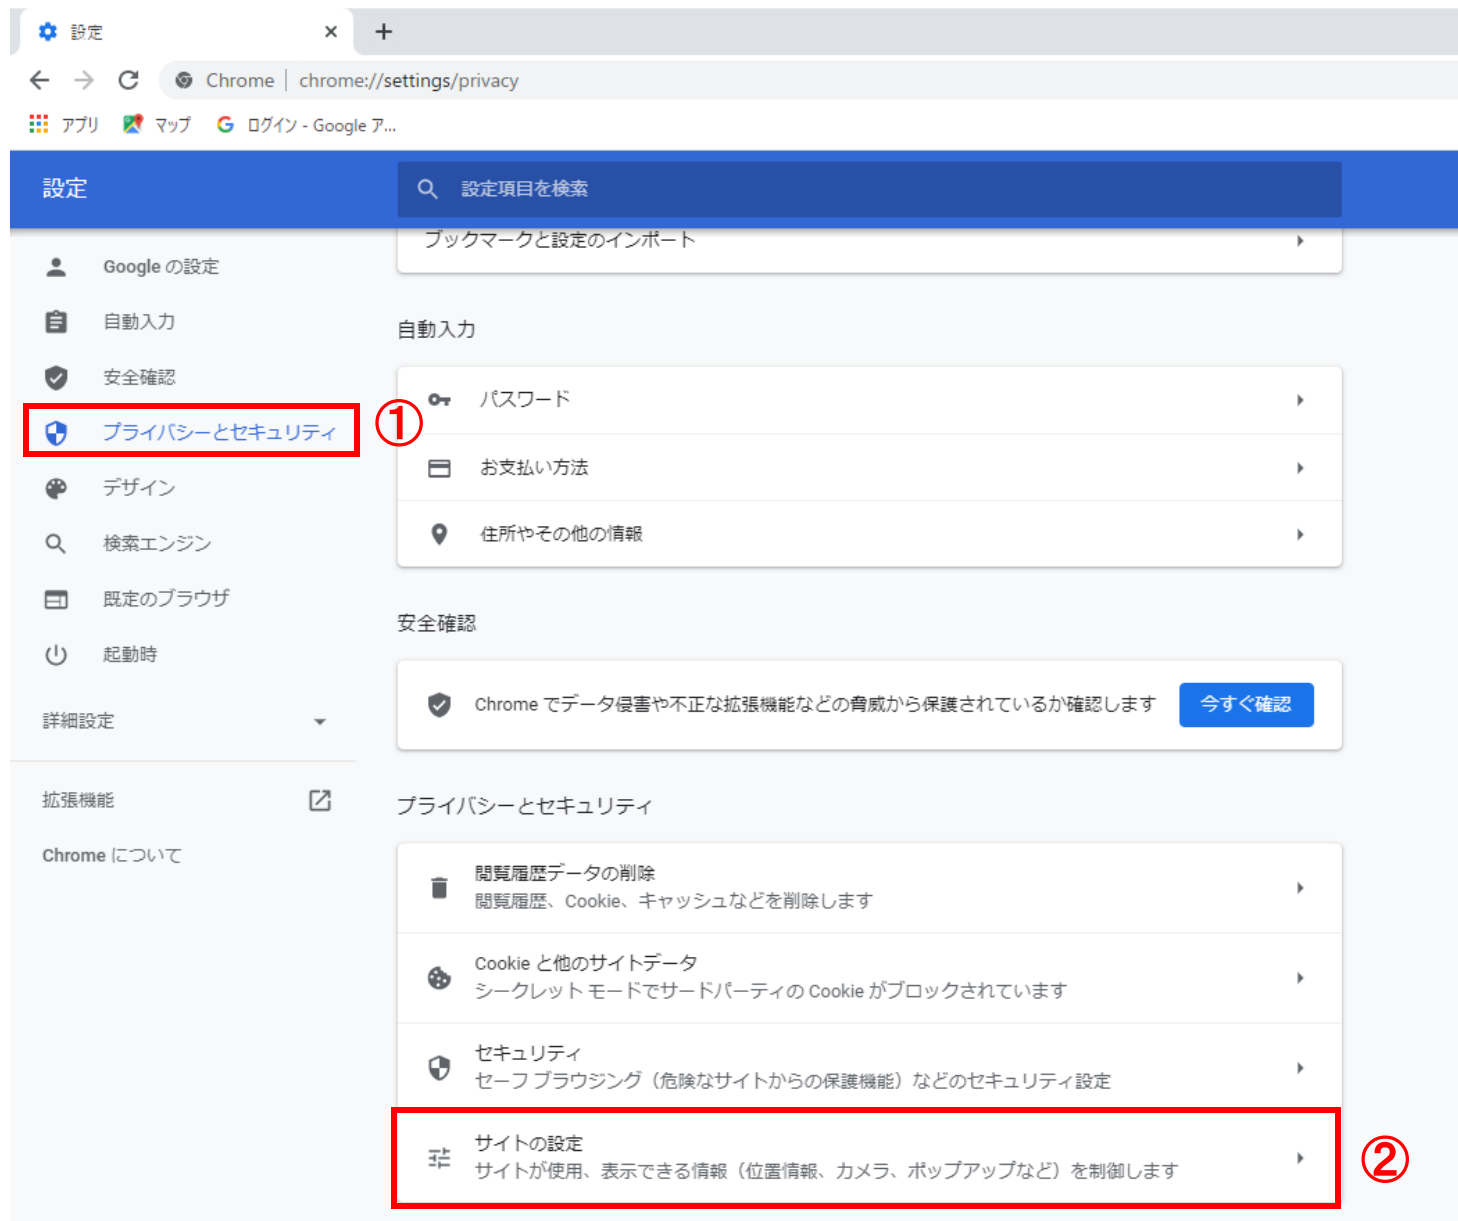 設定
Chrome | chrome://settings/privacy
アプリ マップ ログイン - Google ア...
設定 設定項目を検索
Google の設定
自動入力
安全確認
プライバシーとセキュリティ ①
デザイン
検索エンジン
既定のブラウザ
起動時
詳細設定
拡張機能
Chrome について
ブックマークと設定のインポート
自動入力
パスワード
お支払い方法
住所やその他の情報
安全確認
Chrome でデータ侵害や不正な拡張機能などの脅威から保護されているか確認します 今すぐ確認
プライバシーとセキュリティ
閲覧履歴データの削除
閲覧履歴、Cookie、キャッシュなどを削除します
Cookie と他のサイトデータ
シークレット モードでサードパーティの Cookie がブロックされています
セキュリティ
セーフ ブラウジング（危険なサイトからの保護機能）などのセキュリティ設定
サイトの設定
サイトが使用、表示できる情報（位置情報、カメラ、ポップアップなど）を制御します
②